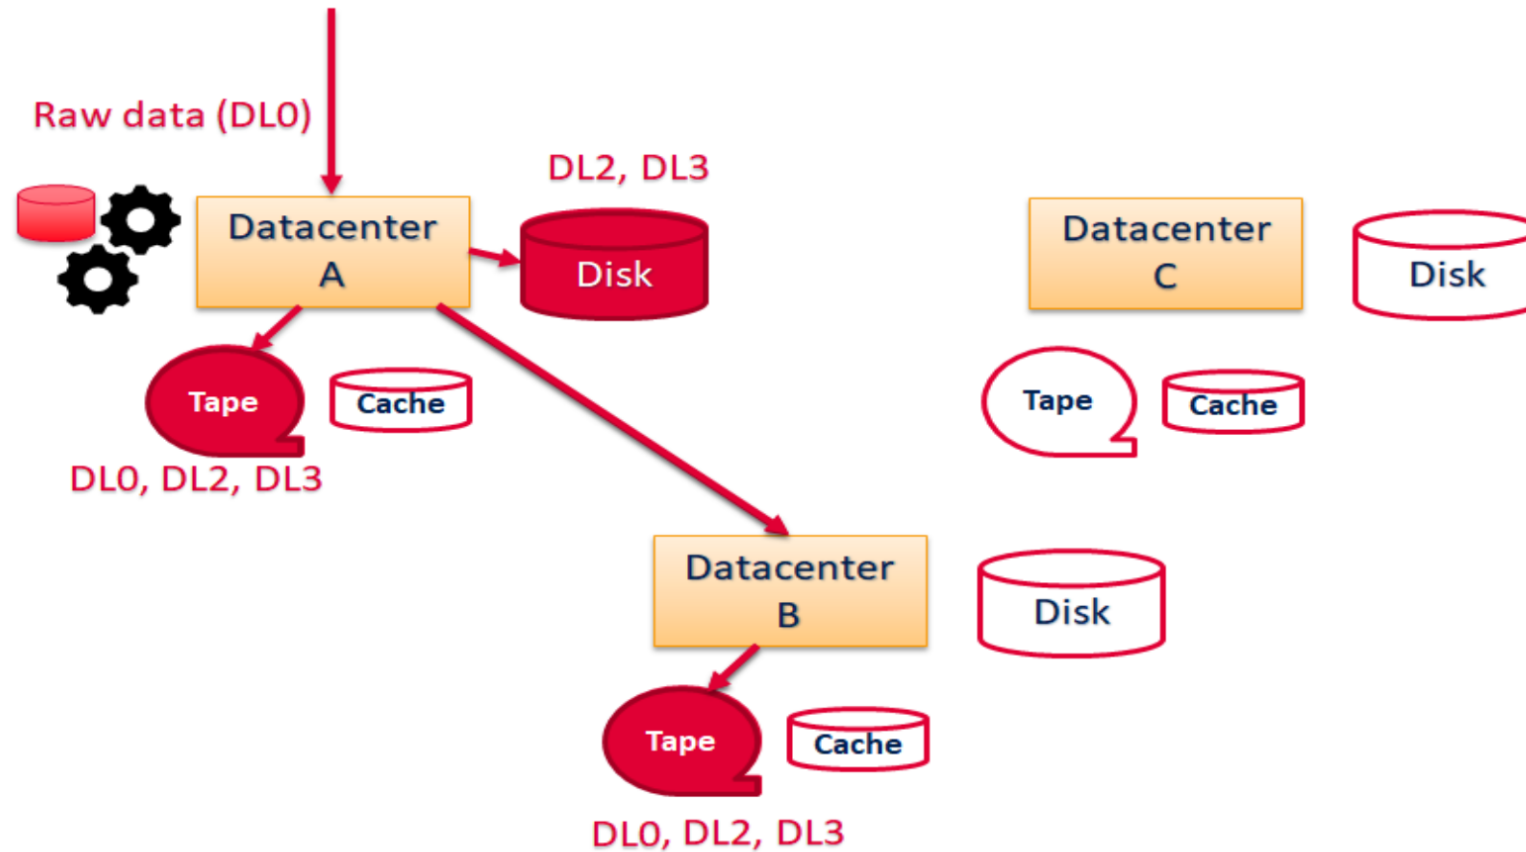 Raw data (DL0)
DL2, DL3
Datacenter
A
Disk
Datacenter
C
Disk
Tape
Cache
Tape
Cache
DL0, DL2, DL3
Datacenter
B
Disk
Tape
Cache
DL0, DL2, DL3